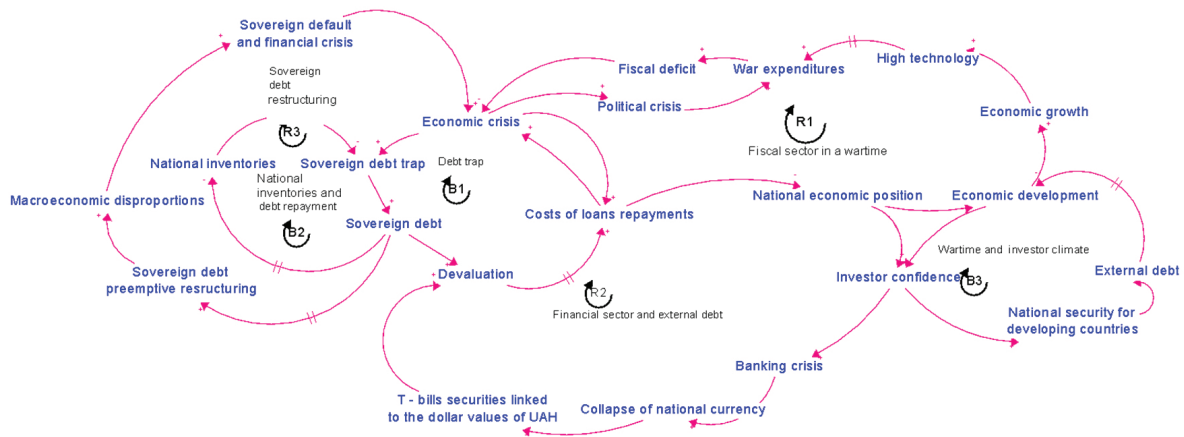 Sovereign default
and financial crisis
Sovereign
debt
restructuring
R3
National inventories
Sovereign debt trap
National
inventories and
debt repayment
B2
Macroeconomic disproportions
Sovereign debt
Sovereign debt
preemptive resructuring
Devaluation
Economic crisis
Debt trap
B1
Costs of loans repayments
R2
Financial sector and external debt
Fiscal deficit
War expenditures
Political crisis
High technology
R1
Fiscal sector in a wartime
Economic growth
National economic position
Economic development
Wartime and investor climate
Investor confidence
B3
External debt
National security for
developing countries
Banking crisis
Collapse of national currency
T - bills securities linked
to the dollar values of UAH